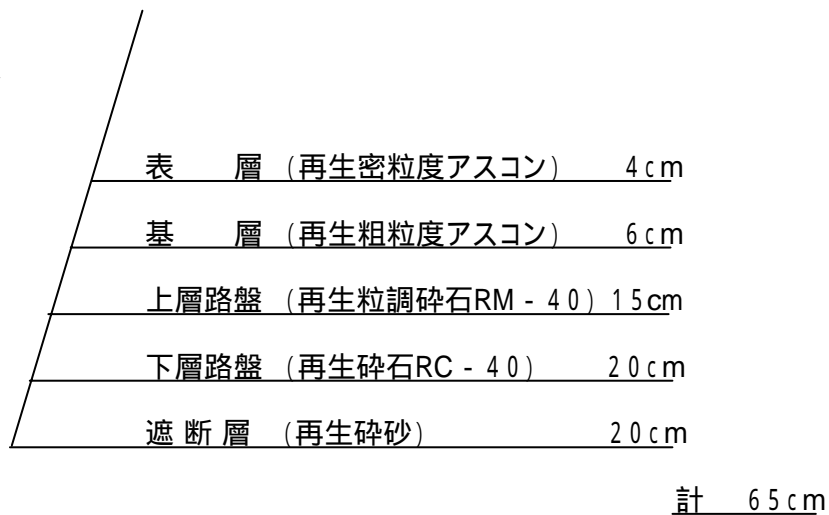 表　　層（再生密粒度アスコン）　　4cm
基　　層（再生粗粒度アスコン）　　6cm
上層路盤（再生粒調砕石RM－40）15cm
下層路盤（再生砕石RC－40）　　20cm
遮 断 層（再生砕砂）　　20cm
計　65cm